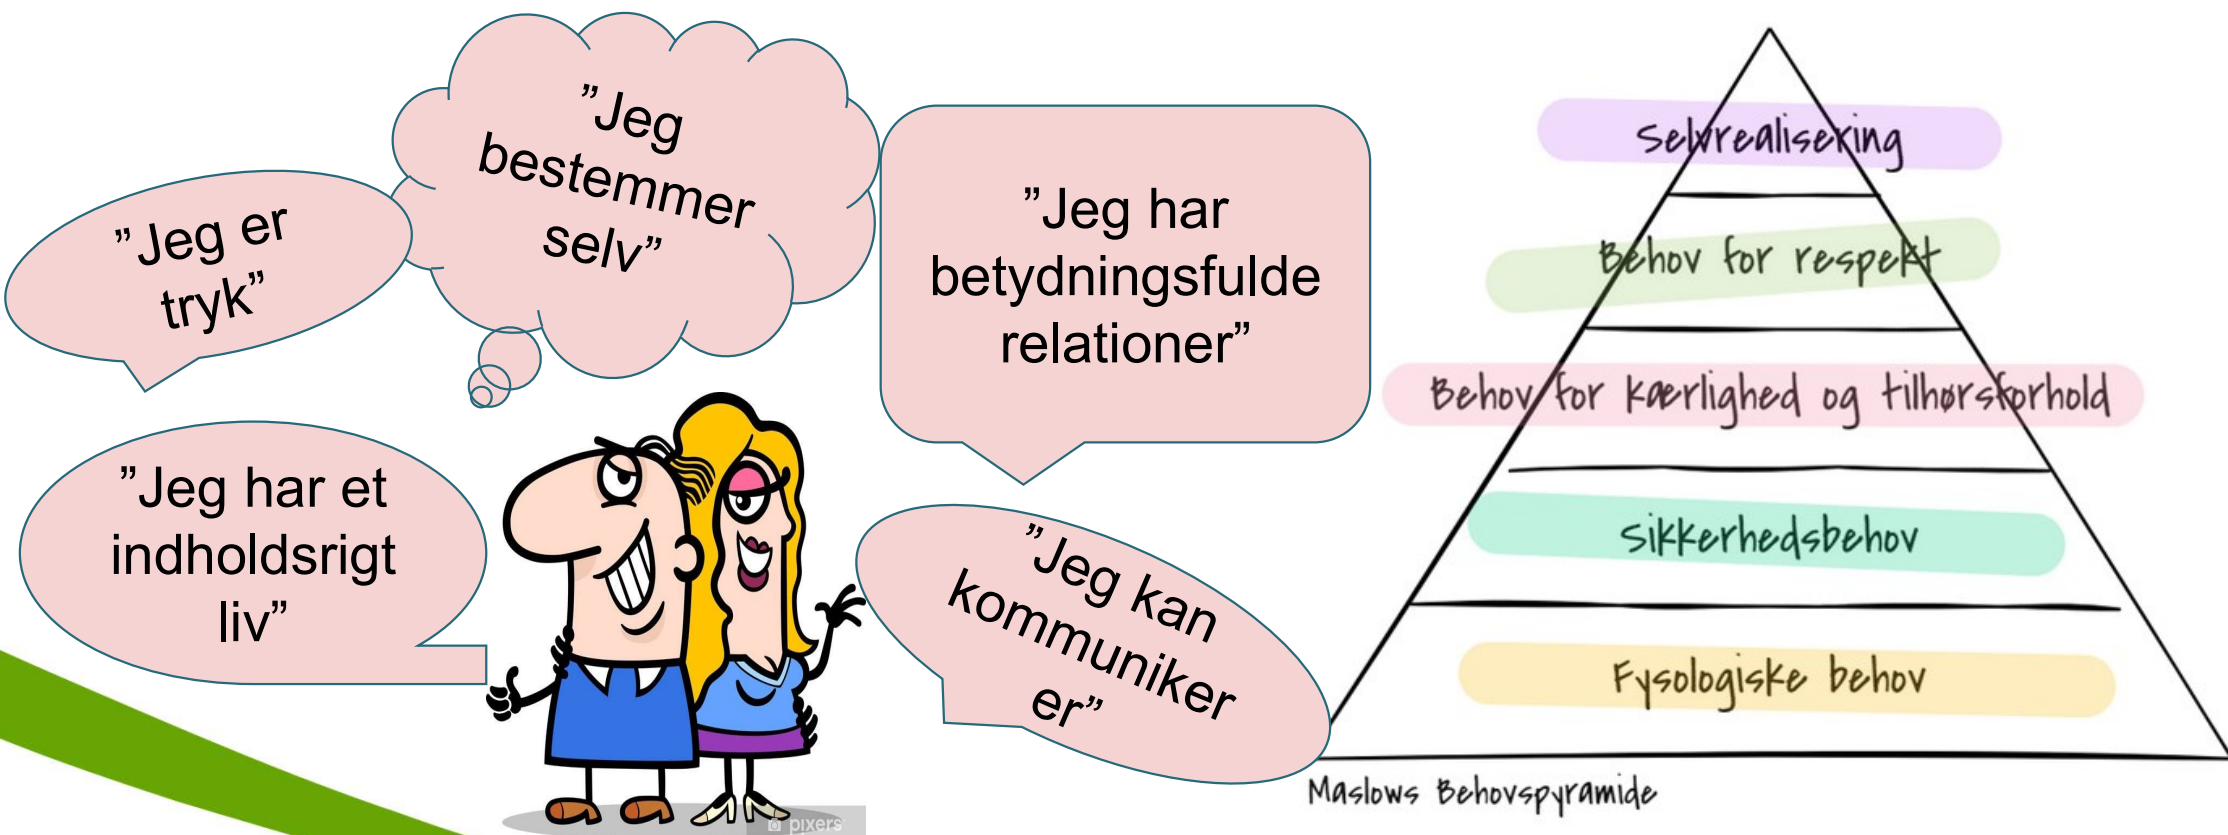 ”Jeg er
tryk”
”Jeg
bestemmer
selv”
”Jeg har
betydningsfulde
relationer”
”Jeg har et
indholdsrigt
liv”
”Jeg kan
kommuniker
er”
pixers
Selvrealisering
Behov for respekt
Behov for kærlighed og tilhørsforhold
Sikkerhedsbehov
Fysologiske behov
Maslows Behovspyramide